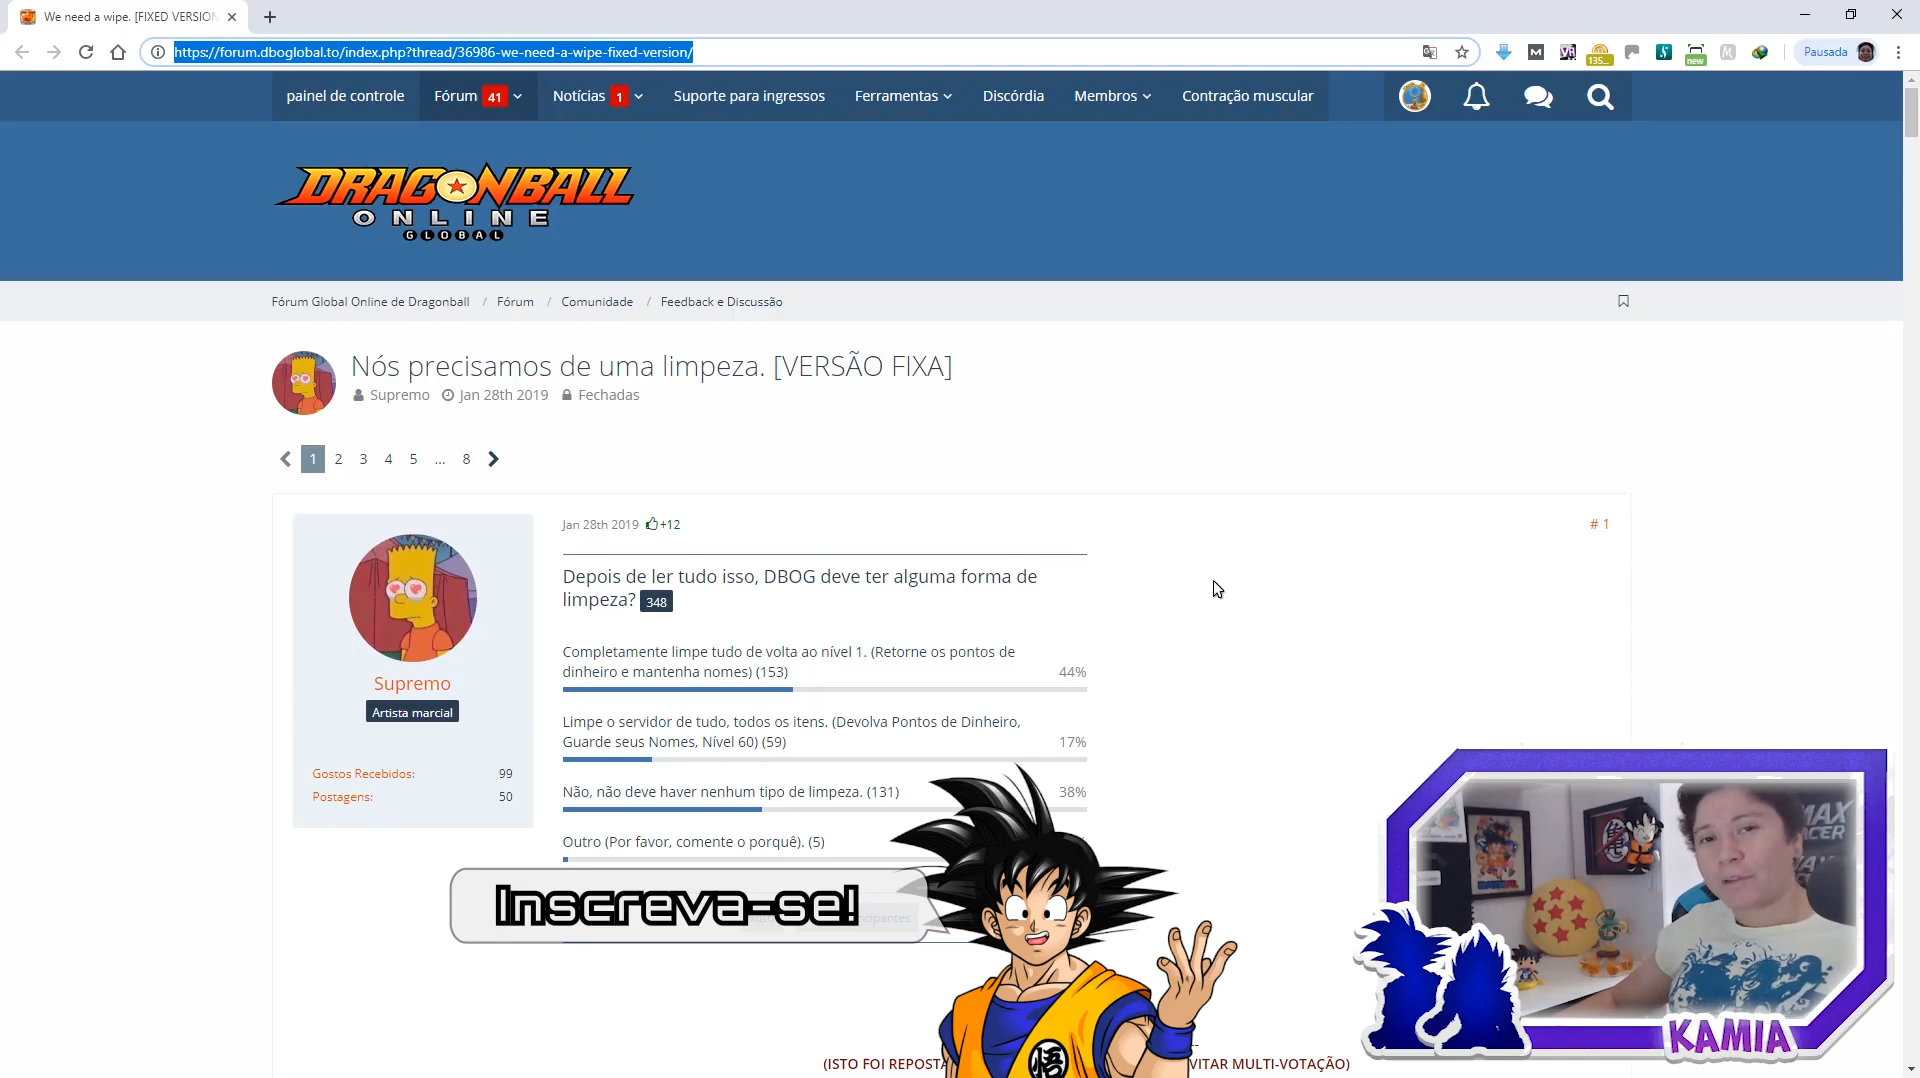 We need a wipe. [FIXED VERSION
https://forum.dboglobal.to/index.php?thread/36986-we-need-a-wipe-fixed-version/
135...
new
Pausada
painel de controle
Fórum 41
Notícias 1
Suporte para ingressos
Ferramentas
Discórdia
Membros
Contração muscular
DRAGONBALL
ONLINE
GLOBAL
Fórum Global Online de Dragonball / Fórum / Comunidade / Feedback e Discussão
Nós precisamos de uma limpeza. [VERSÃO FIXA]
Supremo Jan 28th 2019 Fechadas
1 2 3 4 5 ... 8
Jan 28th 2019 +12
# 1
Depois de ler tudo isso, DBOG deve ter alguma forma de
limpeza? 348
Completamente limpe tudo de volta ao nível 1. (Retorne os pontos de
dinheiro e mantenha nomes) (153) 44%
Limpe o servidor de tudo, todos os itens. (Devolva Pontos de Dinheiro,
Guarde seus Nomes, Nível 60) (59) 17%
Não, não deve haver nenhum tipo de limpeza. (131) 38%
Outro (Por favor, comente o porquê). (5)
Supremo
Artista marcial
Gostos Recebidos: 99
Postagens: 50
Inscreva-se!
悟
KAMIA
(ISTO FOI REPOSTA
VITAR MULTI-VOTAÇÃO)